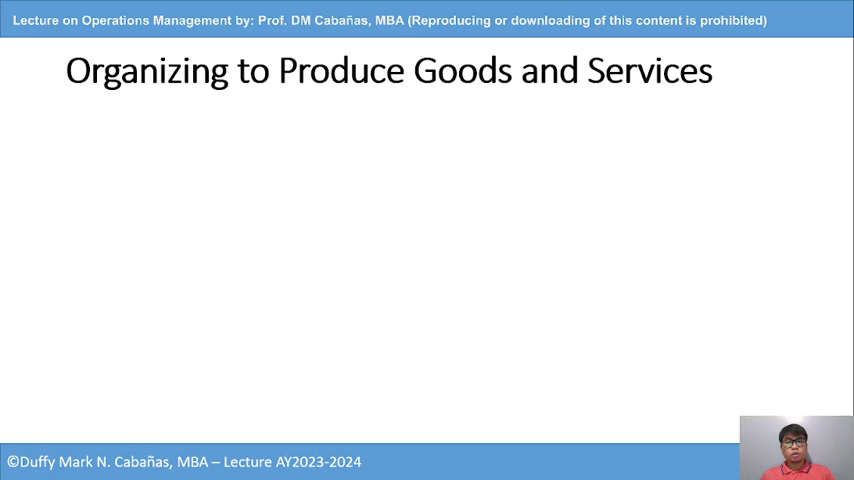 Lecture on Operations Management by: Prof. DM Cabañas, MBA (Reproducing or downloading of this content is prohibited)
Organizing to Produce Goods and Services
©Duffy Mark N. Cabañas, MBA – Lecture AY2023-2024